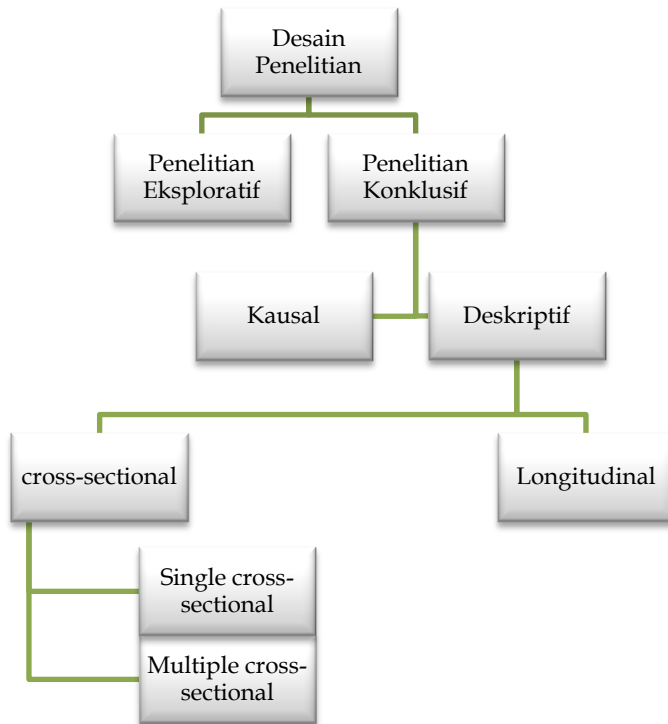 Desain
Penelitian
Penelitian
Eksploratif
Penelitian
Konklusif
Kausal
Deskriptif
cross-sectional
Longitudinal
Single cross-
sectional
Multiple cross-
sectional